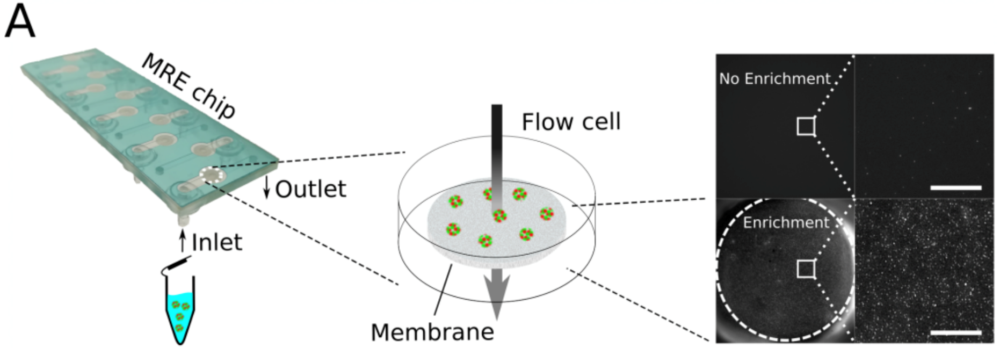 A
MRE chip
Flow cell
No Enrichment
Outlet
Inlet
Enrichment
Membrane